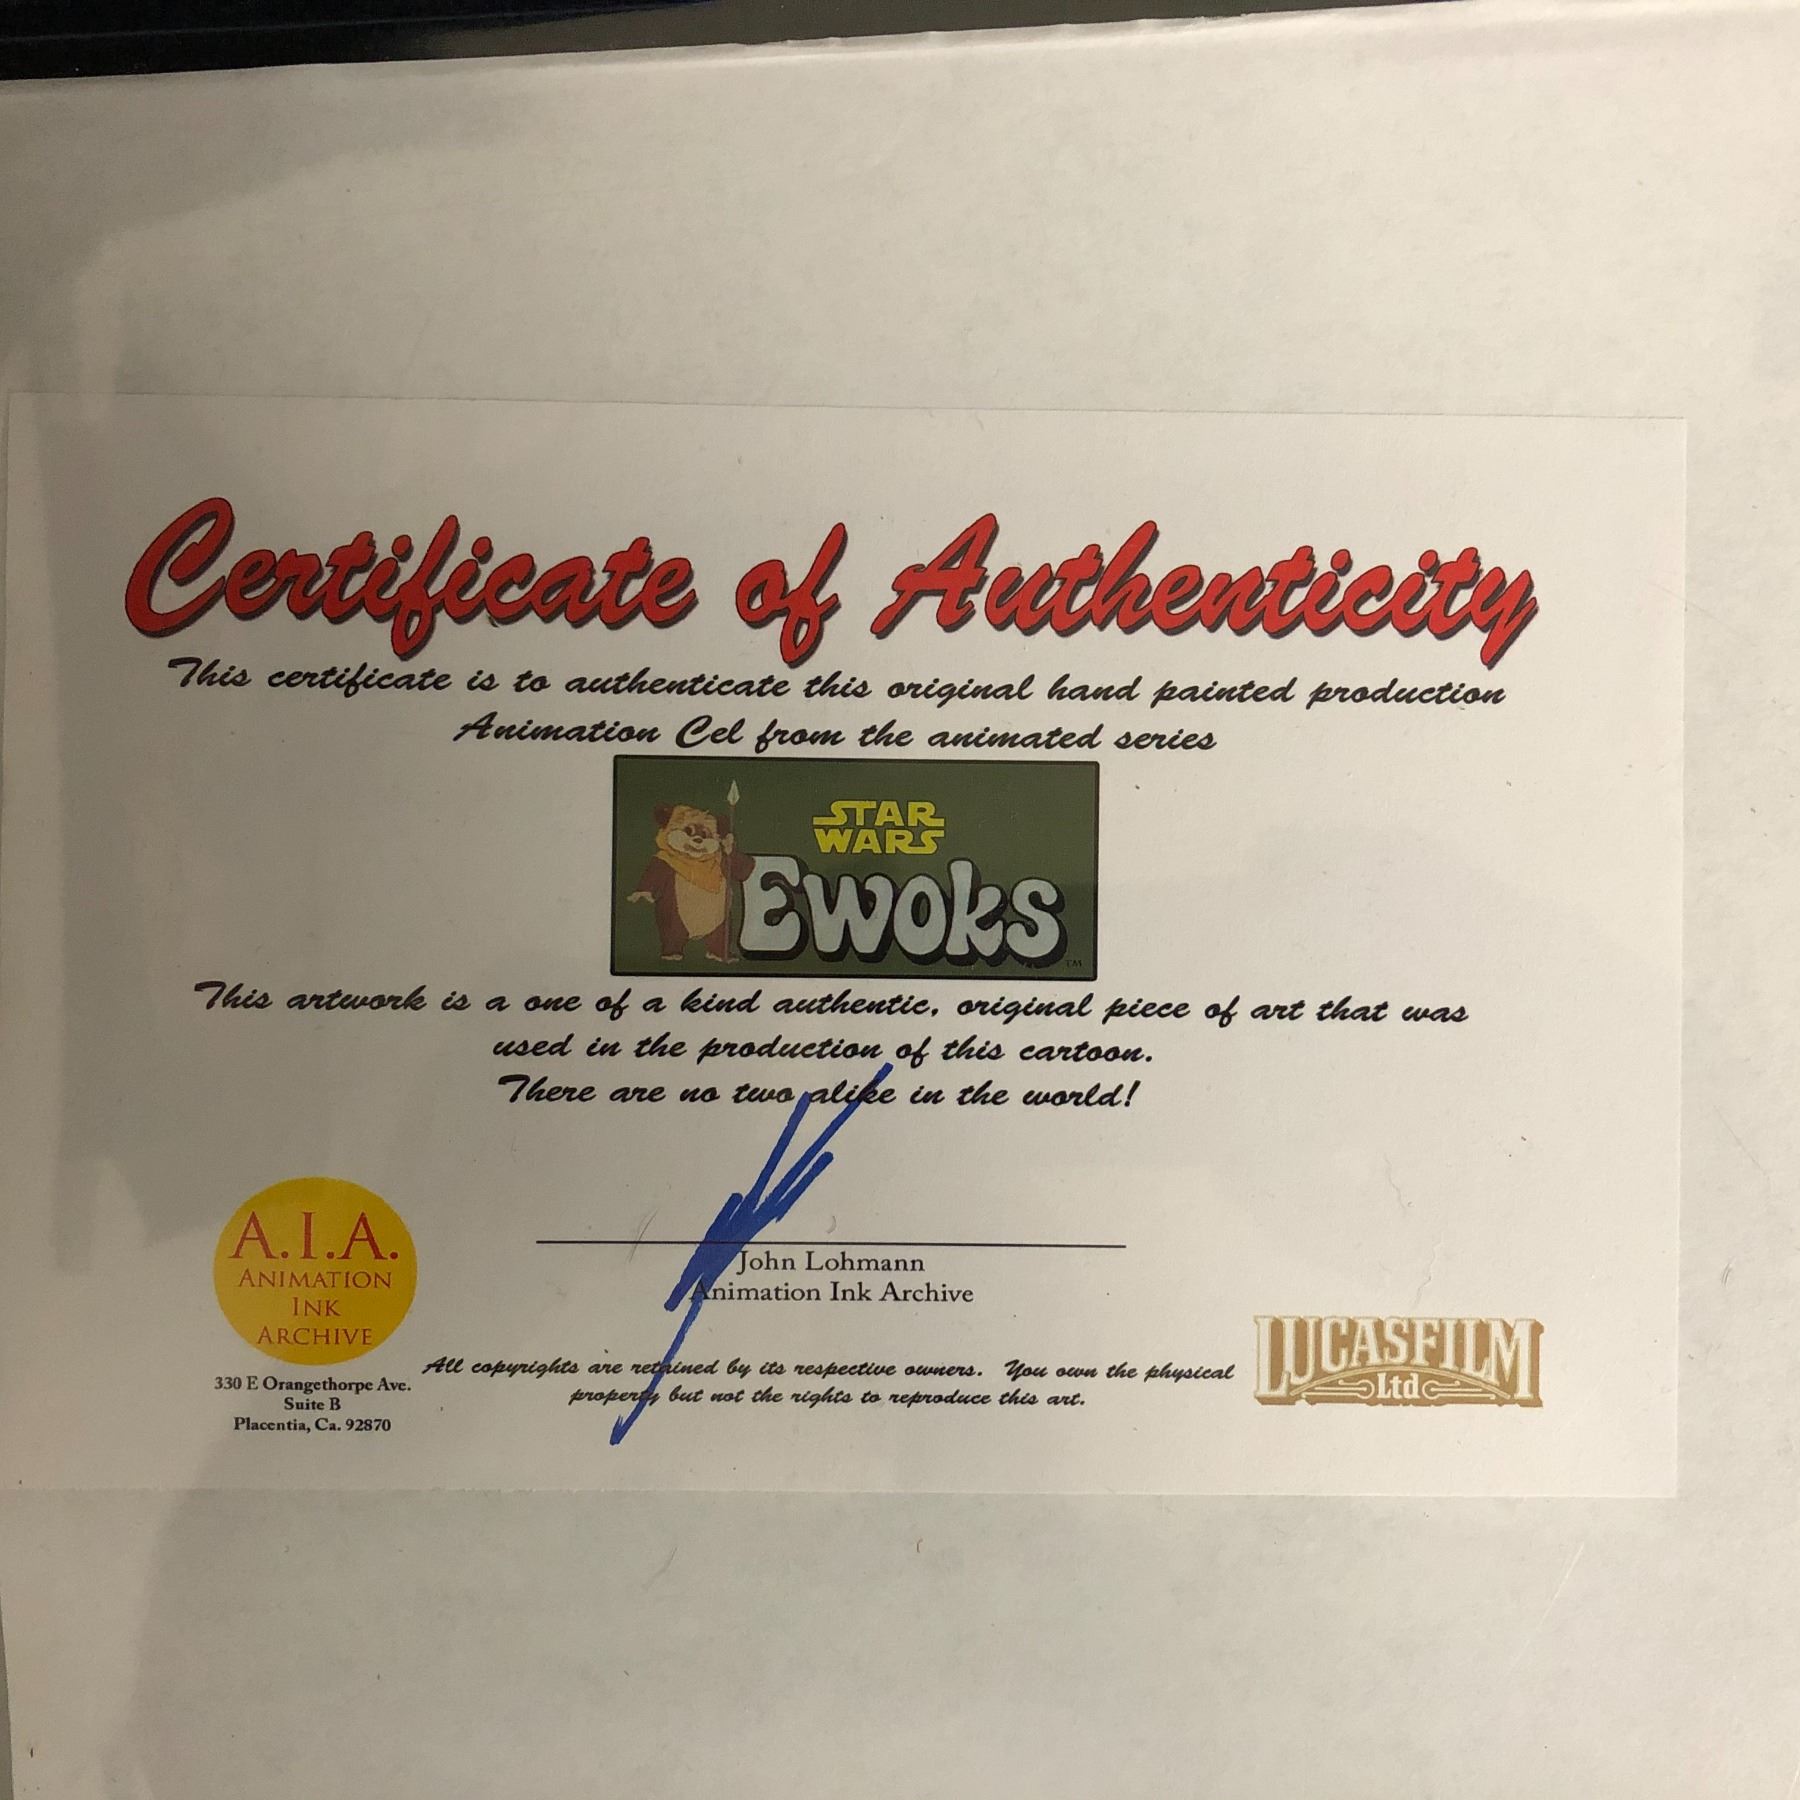 Certificate of Authenticity
This certificate is to authenticate this original hand painted production
Animation Cel from the animated series
STAR
WARS
EWOKS
TM
This artwork is a one of a kind authentic, original piece of art that was
used in the production of this cartoon.
There are no two alike in the world!
John Lohmann
Animation Ink Archive
A.I.A.
ANIMATION
INK
ARCHIVE
330 E Orangethorpe Ave.
Suite B
Placentia, Ca. 92870
All copyrights are retained by its respective owners. You own the physical
property but not the rights to reproduce this art.
LUCASFILM
Ltd